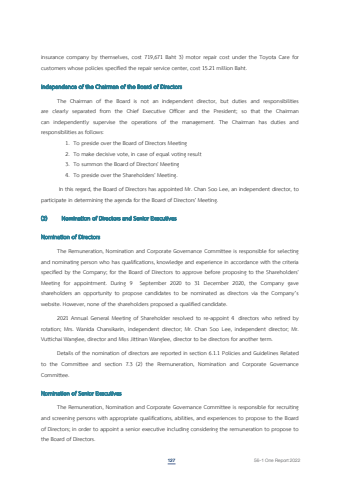 insurance company by themselves, cost 719,671 Baht 3) motor repair cost under the Toyota Care for
customers whose policies specified the repair service center, cost 15.21 million Baht.
Independence of the Chairman of the Board of Directors
The Chairman of the Board is not an independent director, but duties and responsibilities
are clearly separated from the Chief Executive Officer and the President; so that the Chairman
can independently supervise the operations of the management. The Chairman has duties and
responsibilities as follows:
1. To preside over the Board of Directors Meeting
2. To make decisive vote, in case of equal voting result
3. To summon the Board of Directors' Meeting
4. To preside over the Shareholders' Meeting.
In this regard, the Board of Directors has appointed Mr. Chan Soo Lee, an independent director, to
participate in determining the agenda for the Board of Directors' Meeting
(2) Nomination of Directors and Senior Executives
Nomination of Directors
The Remuneration, Nomination and Corporate Governance Committee is responsible for selecting
and nominating person who has qualifications, knowledge and experience in accordance with the criteria
specified by the Company; for the Board of Directors to approve before proposing to the Shareholders'
Meeting for appointment. During 9 September 2020 to 31 December 2020, the Company gave
shareholders an opportunity to propose candidates to be nominated as directors via the Company's
website. However, none of the shareholders proposed a qualified candidate.
2021 Annual General Meeting of Shareholder resolved to re-appoint 4 directors who retired by
rotation; Mrs. Wanida Chansikarin, independent director; Mr. Chan Soo Lee, independent director; Mr.
Vuttichai Wanglee, director and Miss Jittinan Wanglee, director to be directors for another term.
Details of the nomination of directors are reported in section 6.1.1 Policies and Guidelines Related
to the Committee and section 7.3 (2) the Remuneration, Nomination and Corporate Governance
Committee.
Nomination of Senior Executives
The Remuneration, Nomination and Corporate Governance Committee is responsible for recruiting
and screening persons with appropriate qualifications, abilities, and experiences to propose to the Board
of Directors; in order to appoint a senior executive including considering the remuneration to propose to
the Board of Directors.
137
56-1 One-Report 2022